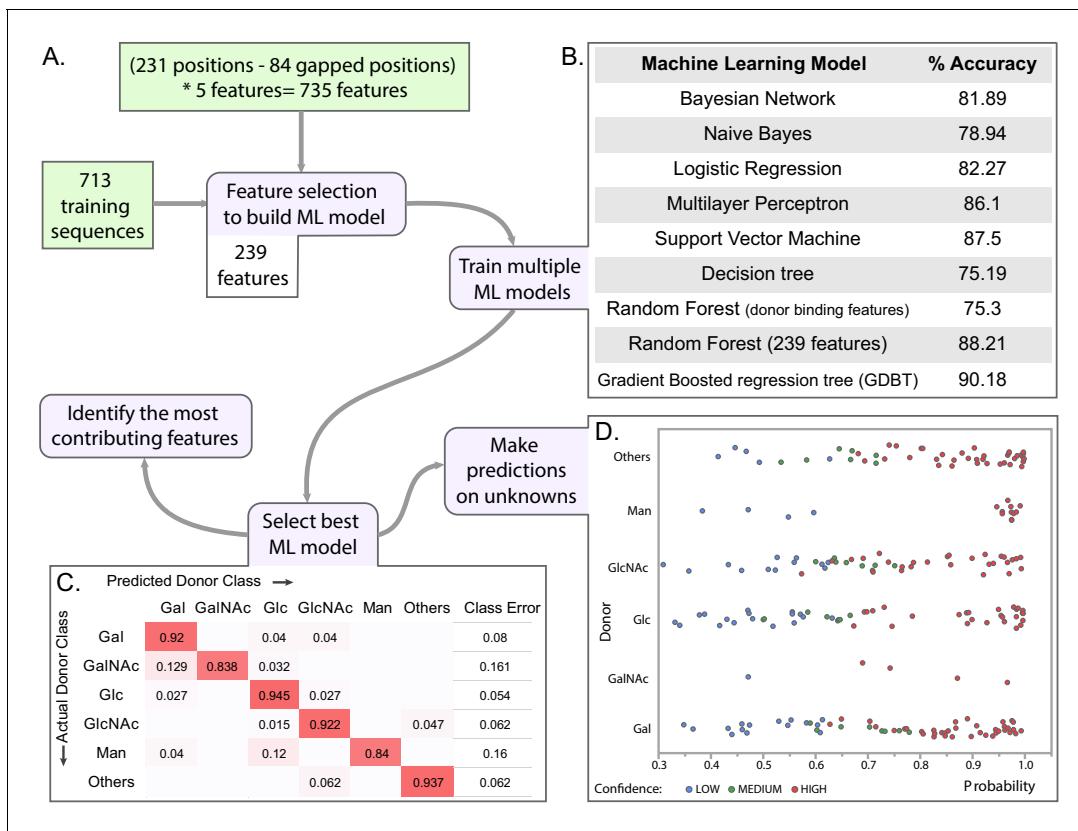 A.
(231 positions - 84 gapped positions)
* 5 features= 735 features
713
training
sequences
Feature selection
to build ML model
239
features
Train multiple
ML models
Identify the most
contributing features
Make
predictions
on unknowns
Select best
ML model
B.
Machine Learning Model % Accuracy
Bayesian Network 81.89
Naive Bayes 78.94
Logistic Regression 82.27
Multilayer Perceptron 86.1
Support Vector Machine 87.5
Decision tree 75.19
Random Forest (donor binding features) 75.3
Random Forest (239 features) 88.21
Gradient Boosted regression tree (GDBT) 90.18
C.
Predicted Donor Class
Actual Donor Class
Gal GalNAc Glc GlcNAc Man Others Class Error
Gal 0.92 0.04 0.04 0.08
GalNAc 0.129 0.838 0.032 0.161
Glc 0.027 0.945 0.027 0.054
GlcNAc 0.015 0.922 0.047 0.062
Man 0.04 0.12 0.84 0.16
Others 0.062 0.937 0.062
D.
Donor
Others
Man
GlcNAc
Glc
GalNAc
Gal
0.3 0.4 0.5 0.6 0.7 0.8 0.9 1.0
Probability
Confidence: LOW MEDIUM HIGH